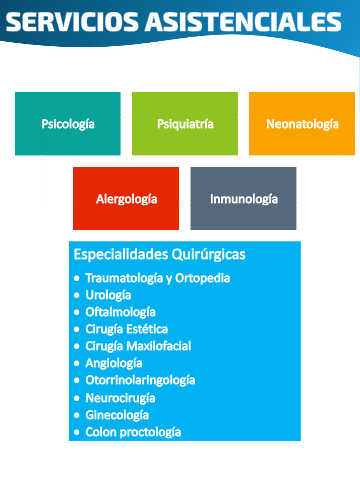 SERVICIOS ASISTENCIALES
Psicología
Psiquiatría
Neonatología
Alergología
Inmunología
Especialidades Quirúrgicas
• Traumatología y Ortopedia
• Urología
• Oftalmología
• Cirugía Estética
• Cirugía Maxilofacial
• Angiología
• Otorrinolaringología
• Neurocirugía
• Ginecología
• Colon proctología